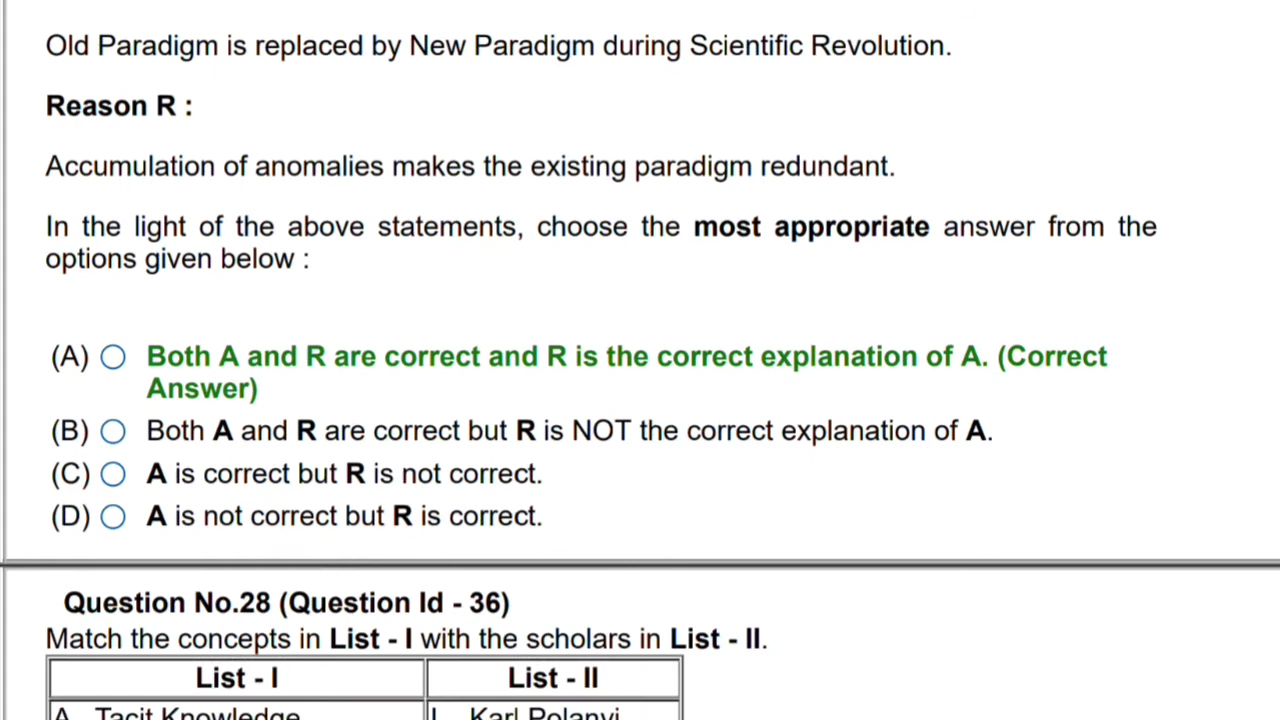 Old Paradigm is replaced by New Paradigm during Scientific Revolution.
Reason R :
Accumulation of anomalies makes the existing paradigm redundant.
In the light of the above statements, choose the most appropriate answer from the
options given below :
(A) Both A and R are correct and R is the correct explanation of A. (Correct
Answer)
(B) Both A and R are correct but R is NOT the correct explanation of A.
(C) A is correct but R is not correct.
(D) A is not correct but R is correct.
Question No.28 (Question Id - 36)
Match the concepts in List - I with the scholars in List - II.
List - I List - II
A. Tacit Knowledge I. Karl Polanyi